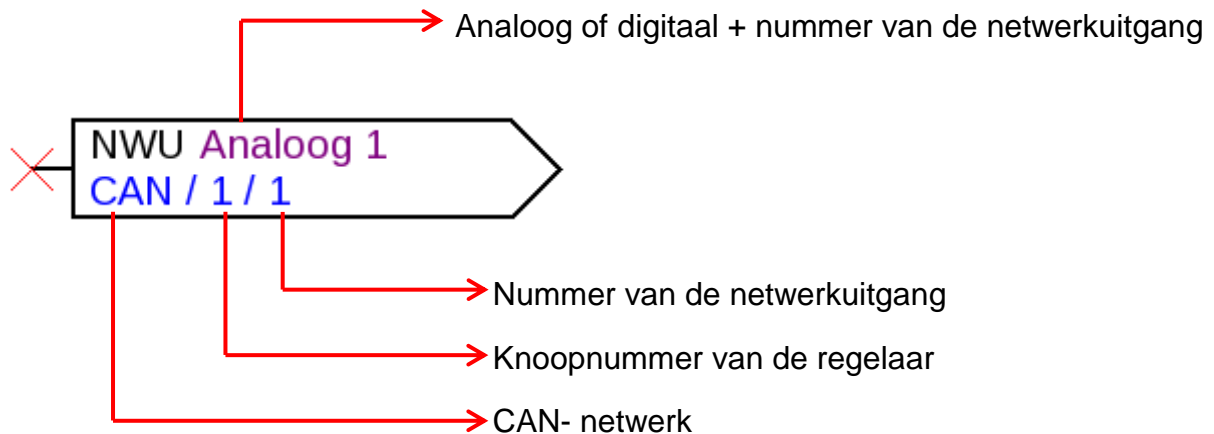 Analoog of digitaal + nummer van de netwerkuitgang
NWU Analoog 1
CAN / 1 / 1
Nummer van de netwerkuitgang
Knoopnummer van de regelaar
CAN- netwerk